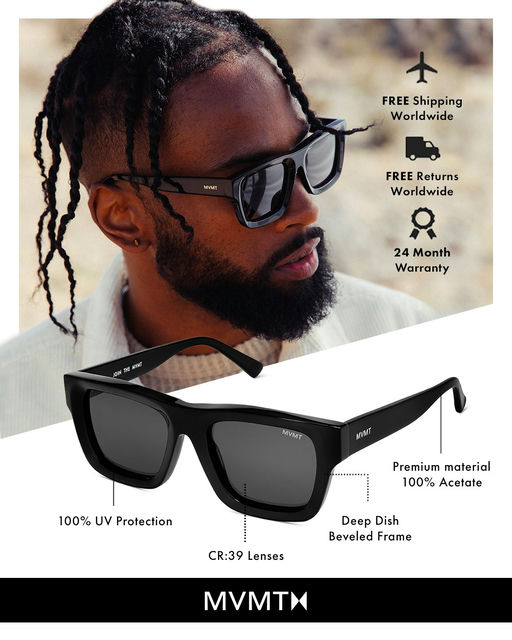 FREE Shipping
Worldwide
FREE Returns
Worldwide
24 Month
Warranty
MVMT
JOIN THE MVMT
MVMT
MVMT
Premium material
100% Acetate
100% UV Protection
Deep Dish
Beveled Frame
CR:39 Lenses
MVMT